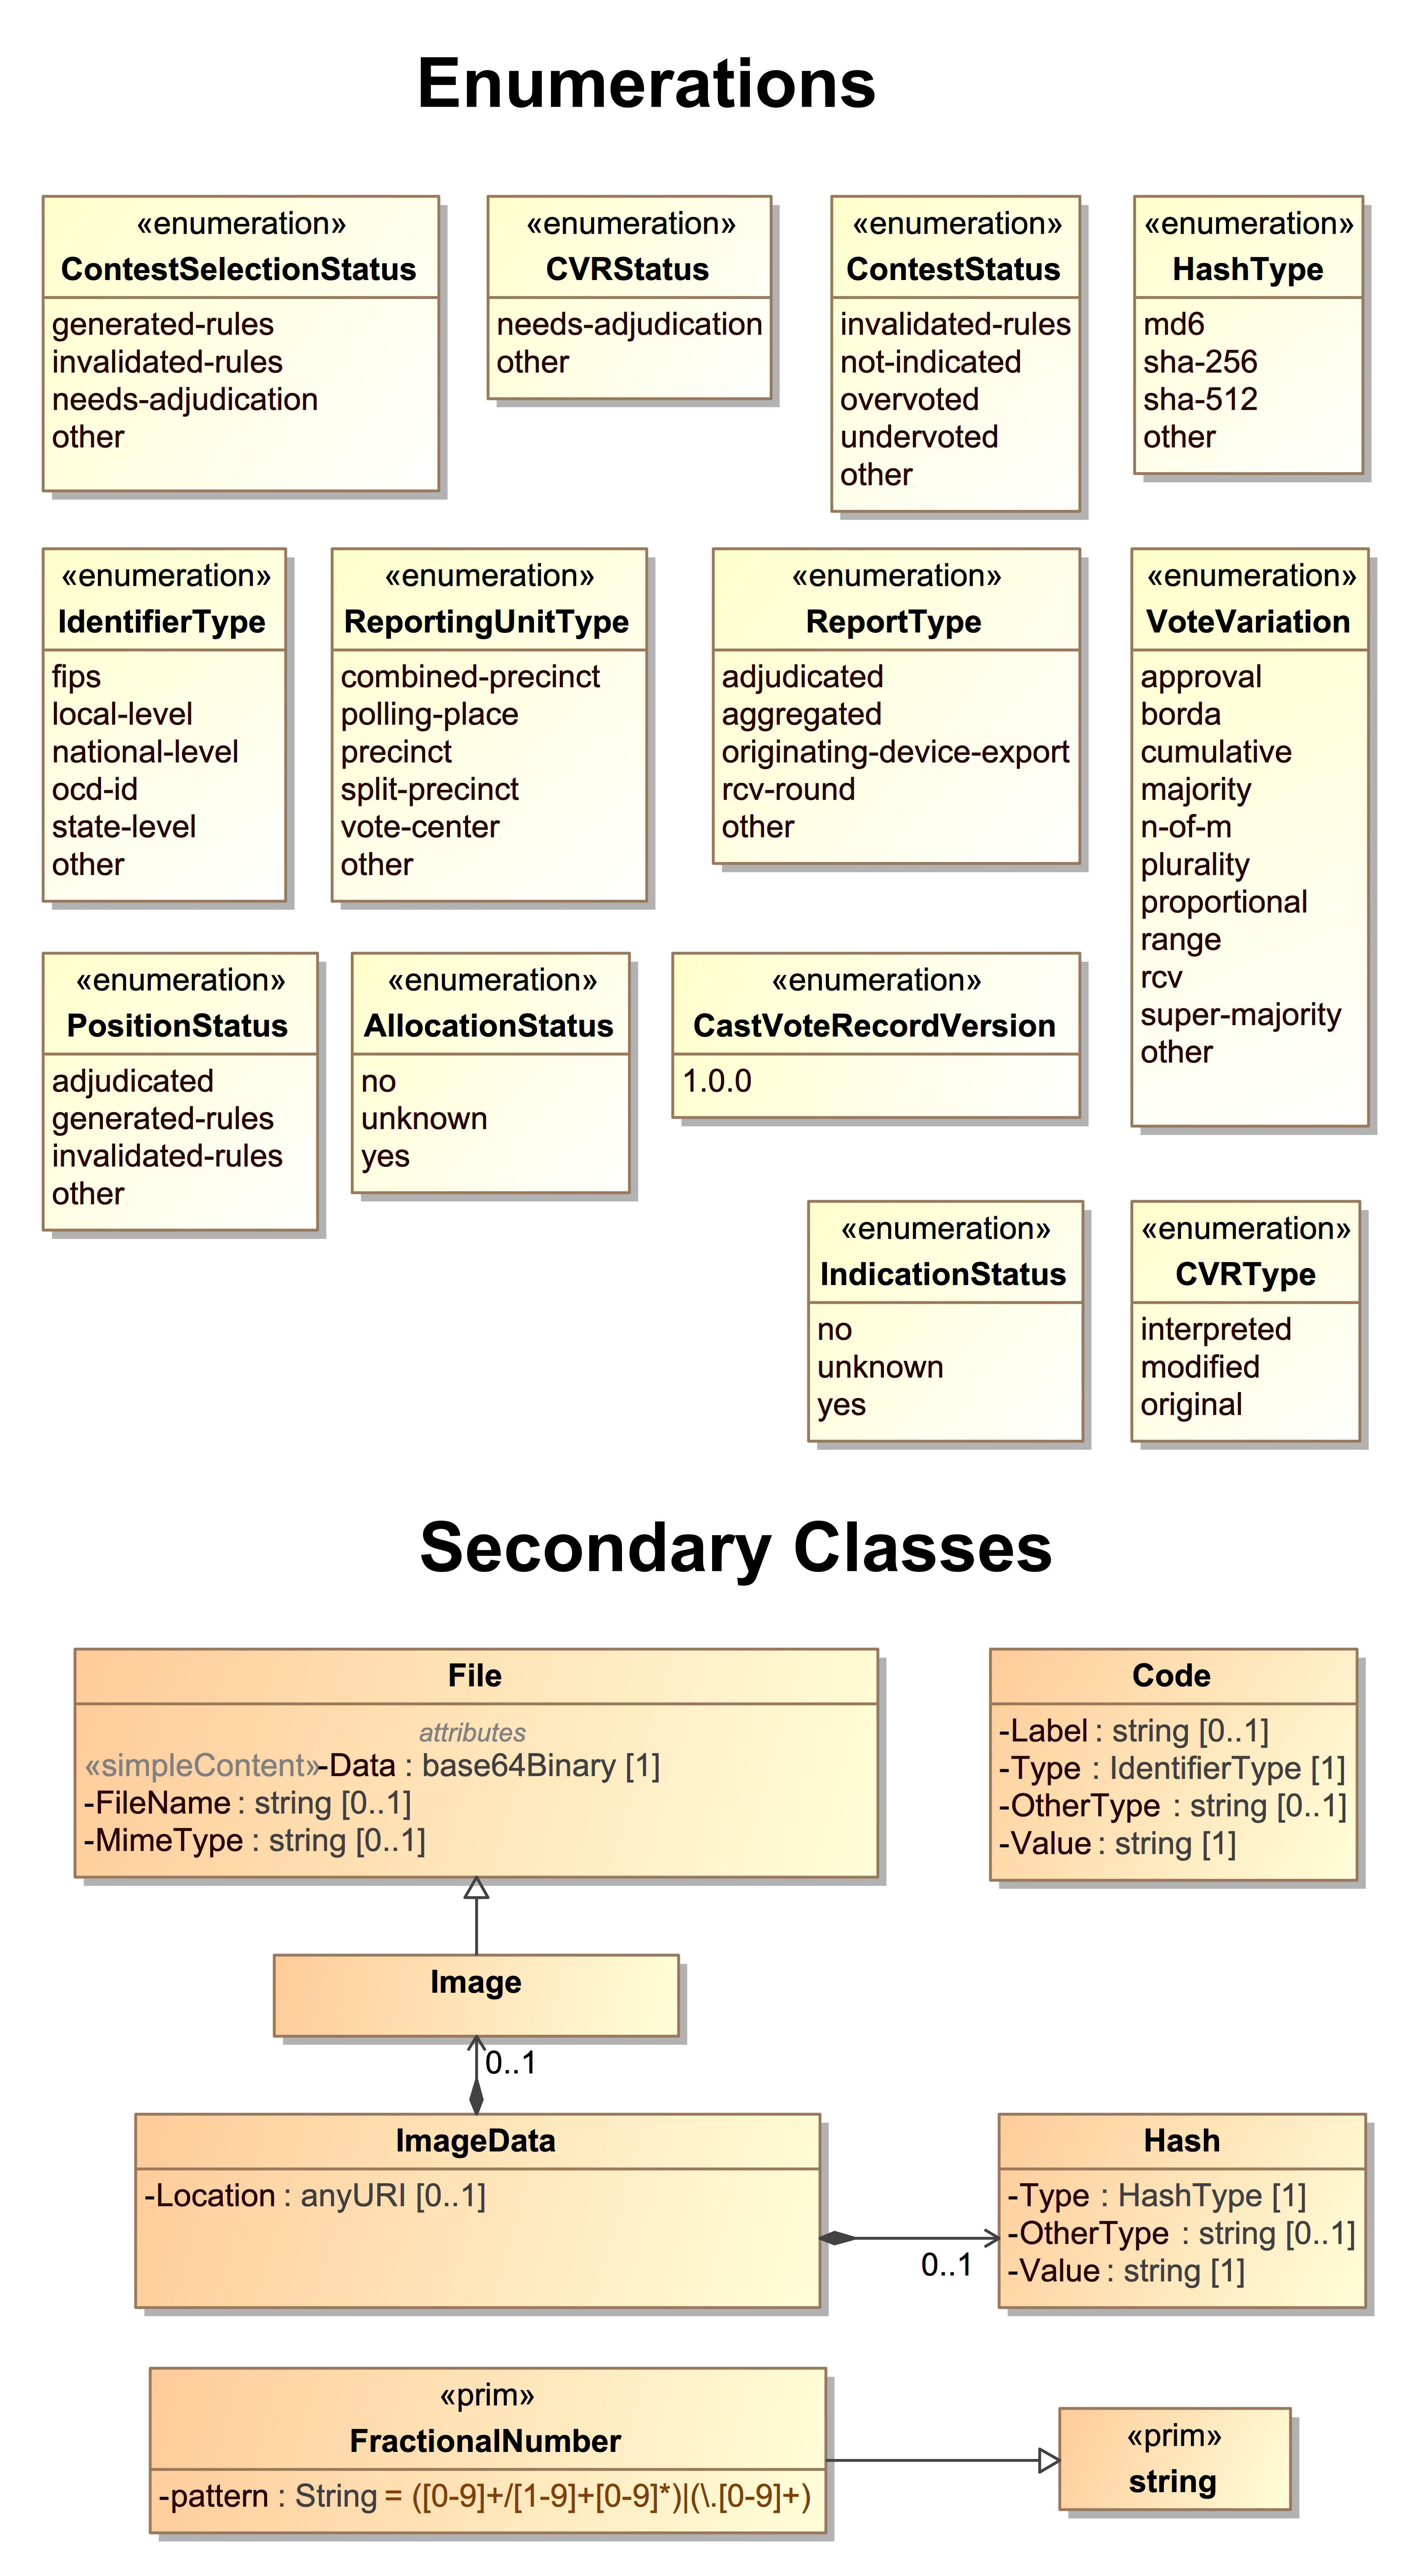 Enumerations
«enumeration»
ContestSelectionStatus
generated-rules
invalidated-rules
needs-adjudication
other
«enumeration»
CVRStatus
needs-adjudication
other
«enumeration»
ContestStatus
invalidated-rules
not-indicated
overvoted
undervoted
other
«enumeration»
HashType
md6
sha-256
sha-512
other
«enumeration»
IdentifierType
fips
local-level
national-level
ocd-id
state-level
other
«enumeration»
ReportingUnitType
combined-precinct
polling-place
precinct
split-precinct
vote-center
other
«enumeration»
ReportType
adjudicated
aggregated
originating-device-export
rcv-round
other
«enumeration»
VoteVariation
approval
borda
cumulative
majority
n-of-m
plurality
proportional
range
rcv
super-majority
other
«enumeration»
PositionStatus
adjudicated
generated-rules
invalidated-rules
other
«enumeration»
AllocationStatus
no
unknown
yes
«enumeration»
CastVoteRecordVersion
1.0.0
«enumeration»
IndicationStatus
no
unknown
yes
«enumeration»
CVRType
interpreted
modified
original
Secondary Classes
File
attributes
«simpleContent»-Data : base64Binary [1]
-FileName : string [0..1]
-MimeType : string [0..1]
Code
-Label : string [0..1]
-Type : IdentifierType [1]
-OtherType : string [0..1]
-Value : string [1]
Image
0..1
ImageData
-Location : anyURI [0..1]
0..1
Hash
-Type : HashType [1]
-OtherType : string [0..1]
-Value : string [1]
«prim»
FractionalNumber
-pattern : String = ([0-9]+/[1-9]+[0-9]*)|(\.[0-9]+)
«prim»
string